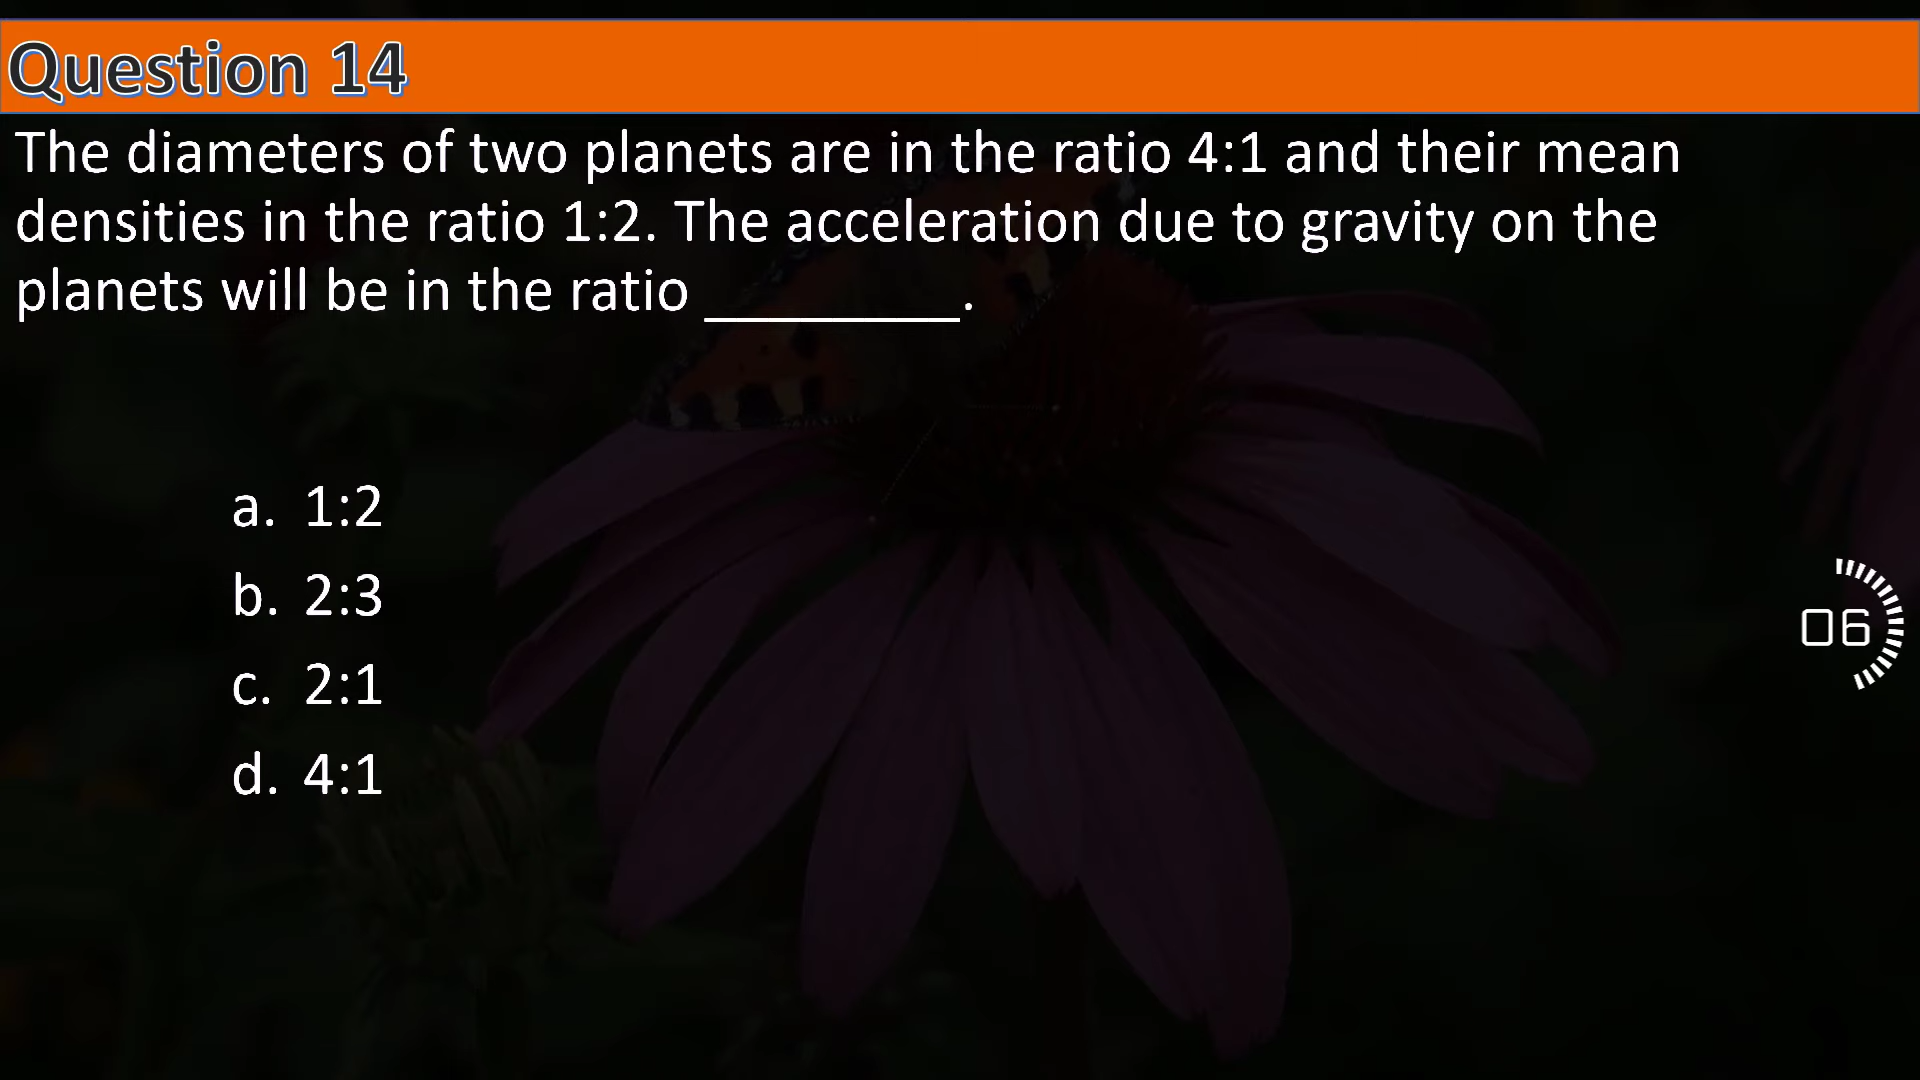 Question 14
The diameters of two planets are in the ratio 4:1 and their mean
densities in the ratio 1:2. The acceleration due to gravity on the
planets will be in the ratio ________.
a. 1:2
b. 2:3
c. 2:1
d. 4:1
06